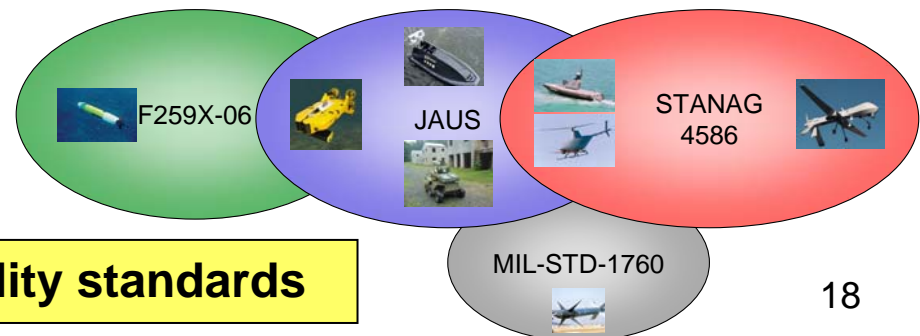 F259X-06
JAUS
STANAG
4586
MIL-STD-1760
lity standards
18